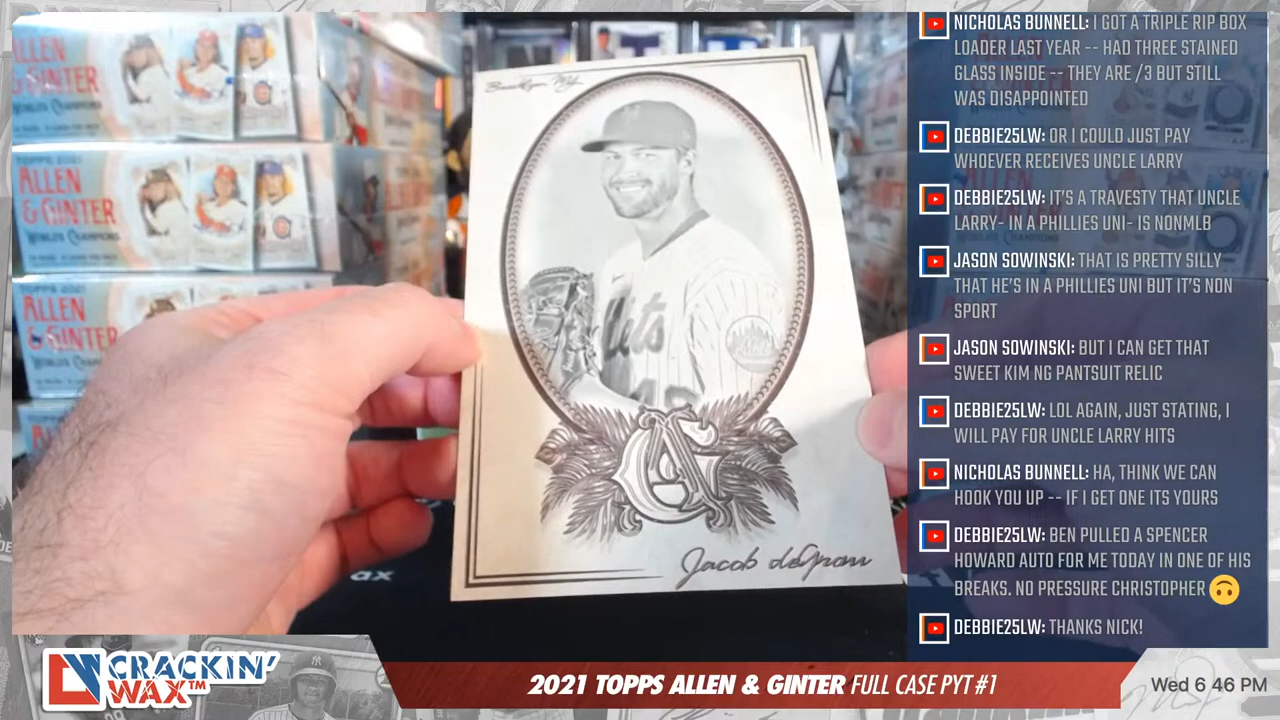 ALLEN
& GINTER
TOPPS 2021
ALLEN
& GINTER
WORLD'S CHAMPIONS
ALLEN
& GINTER
Mets
Jacob deGrom
NICHOLAS BUNNELL: I GOT A TRIPLE RIP BOX
LOADER LAST YEAR -- HAD THREE STAINED
GLASS INSIDE -- THEY ARE /3 BUT STILL
WAS DISAPPOINTED
DEBBIE25LW: OR I COULD JUST PAY
WHOEVER RECEIVES UNCLE LARRY
DEBBIE25LW: IT'S A TRAVESTY THAT UNCLE
LARRY- IN A PHILLIES UNI- IS NONMLB
JASON SOWINSKI: THAT IS PRETTY SILLY
THAT HE'S IN A PHILLIES UNI BUT IT'S NON
SPORT
JASON SOWINSKI: BUT I CAN GET THAT
SWEET KIM NG PANTSUIT RELIC
DEBBIE25LW: LOL AGAIN, JUST STATING, I
WILL PAY FOR UNCLE LARRY HITS
NICHOLAS BUNNELL: HA, THINK WE CAN
HOOK YOU UP -- IF I GET ONE ITS YOURS
DEBBIE25LW: BEN PULLED A SPENCER
HOWARD AUTO FOR ME TODAY IN ONE OF HIS
BREAKS. NO PRESSURE CHRISTOPHER 🙃
DEBBIE25LW: THANKS NICK!
CRACKIN'
WAX™
2021 TOPPS ALLEN & GINTER FULL CASE PYT #1
Wed 6 46 PM